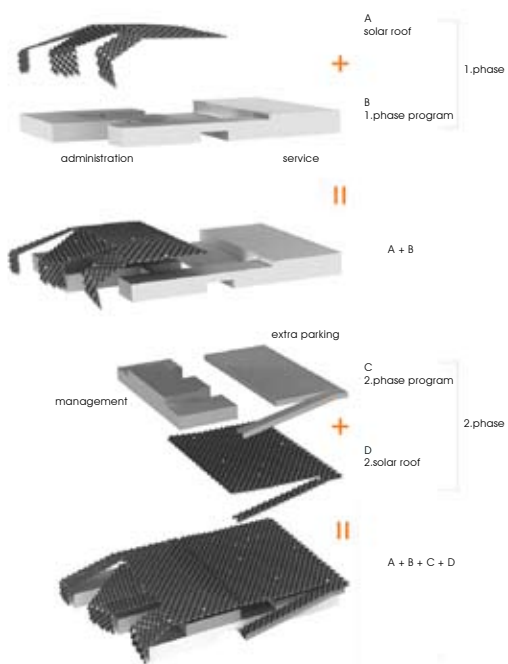 A
solar roof
+
1.phase
B
1.phase program
administration
service
=
A + B
extra parking
C
2.phase program
management
+
2.phase
D
2.solar roof
=
A + B + C + D